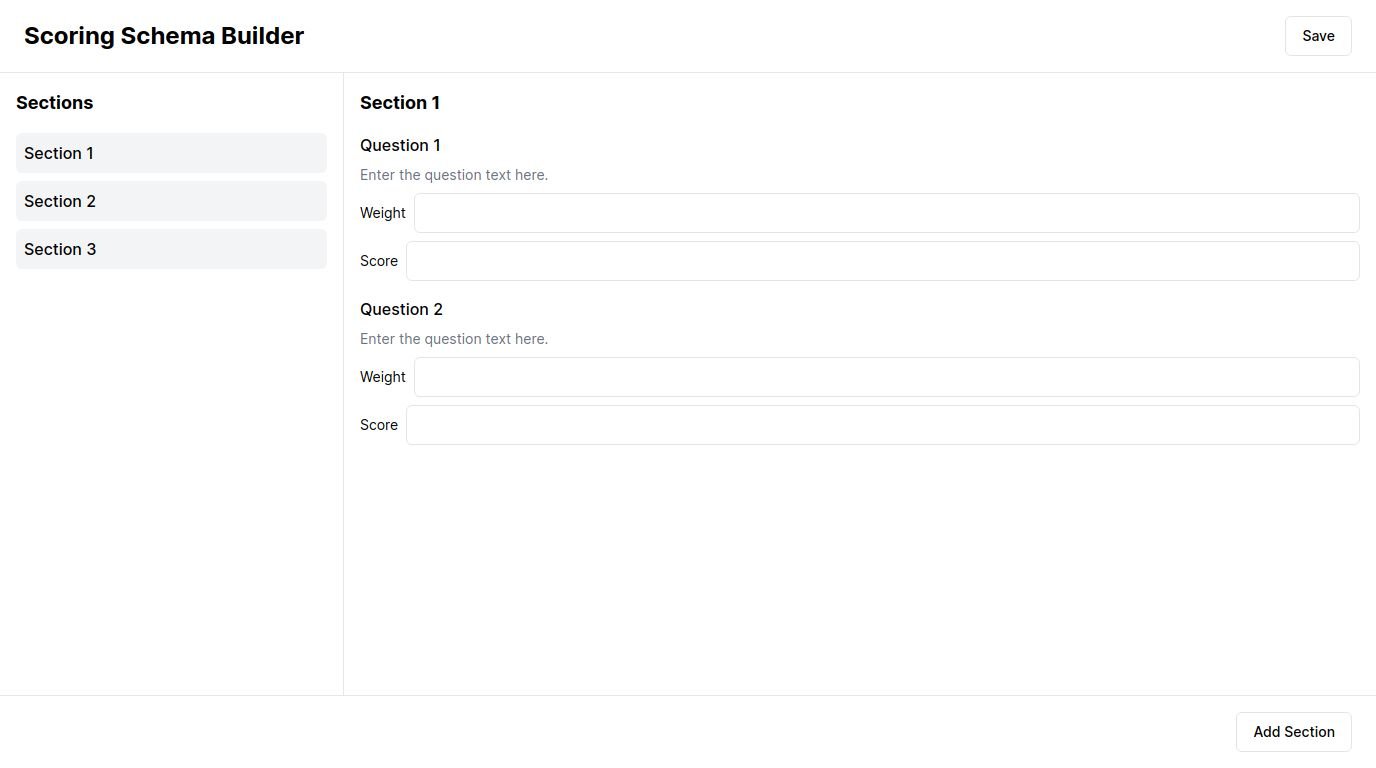 Scoring Schema Builder
Save
Sections
Section 1
Section 2
Section 3
Section 1
Question 1
Enter the question text here.
Weight
Score
Question 2
Enter the question text here.
Weight
Score
Add Section